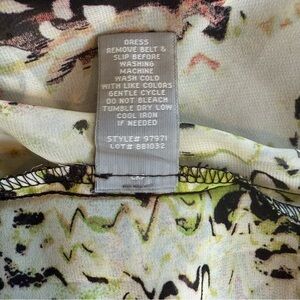 DRESS
REMOVE BELT &
SLIP BEFORE
WASHING
MACHINE
WASH COLD
WITH LIKE COLORS
GENTLE CYCLE
DO NOT BLEACH
TUMBLE DRY LOW
COOL IRON
IF NEEDED
STYLE# 97971
LOT# 881032